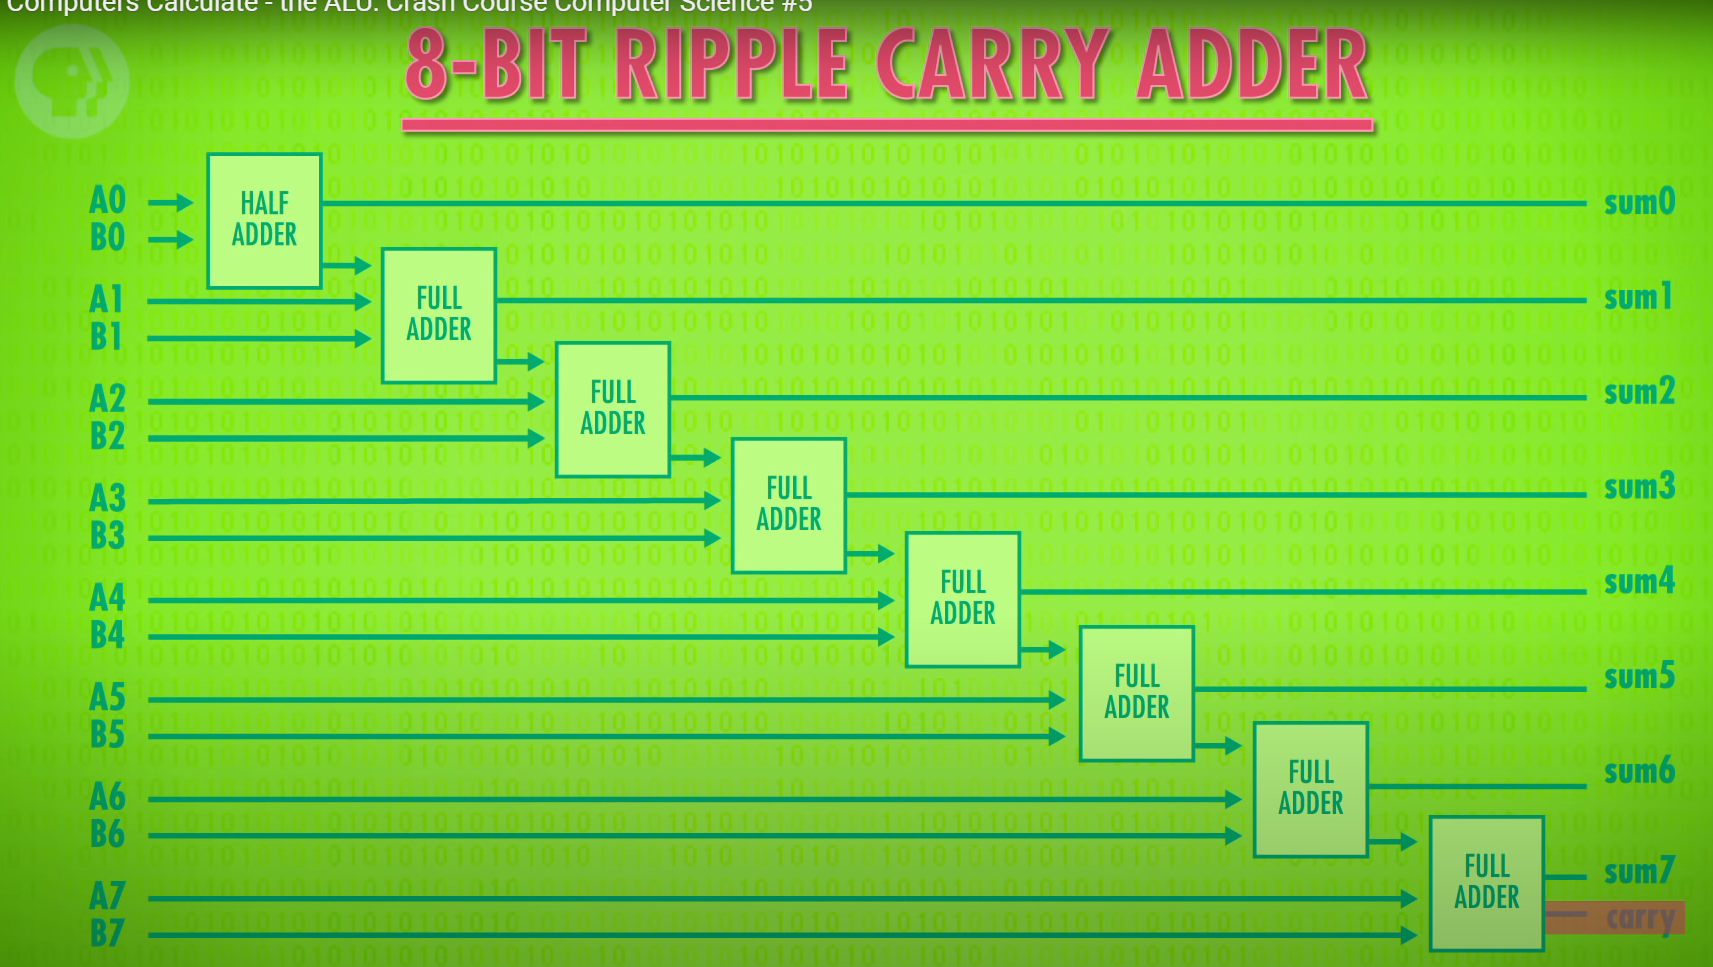 Computers Calculate - the ALU: Crash Course Computer Science #5
8-BIT RIPPLE CARRY ADDER
A0
B0
HALF
ADDER
sum0
A1
B1
FULL
ADDER
sum1
A2
B2
FULL
ADDER
sum2
A3
B3
FULL
ADDER
sum3
A4
B4
FULL
ADDER
sum4
A5
B5
FULL
ADDER
sum5
A6
B6
FULL
ADDER
sum6
A7
B7
FULL
ADDER
sum7
carry